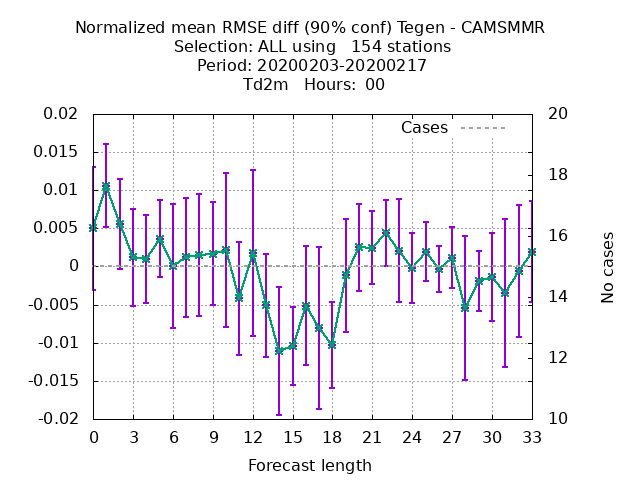 Normalized mean RMSE diff (90% conf) Tegen - CAMSMMR
Selection: ALL using   154 stations
Period: 20200203-20200217
Td2m   Hours:  00
Cases
0.02
0.015
0.01
0.005
0
-0.005
-0.01
-0.015
-0.02
20
18
16
14
12
10
No cases
0 3 6 9 12 15 18 21 24 27 30 33
Forecast length